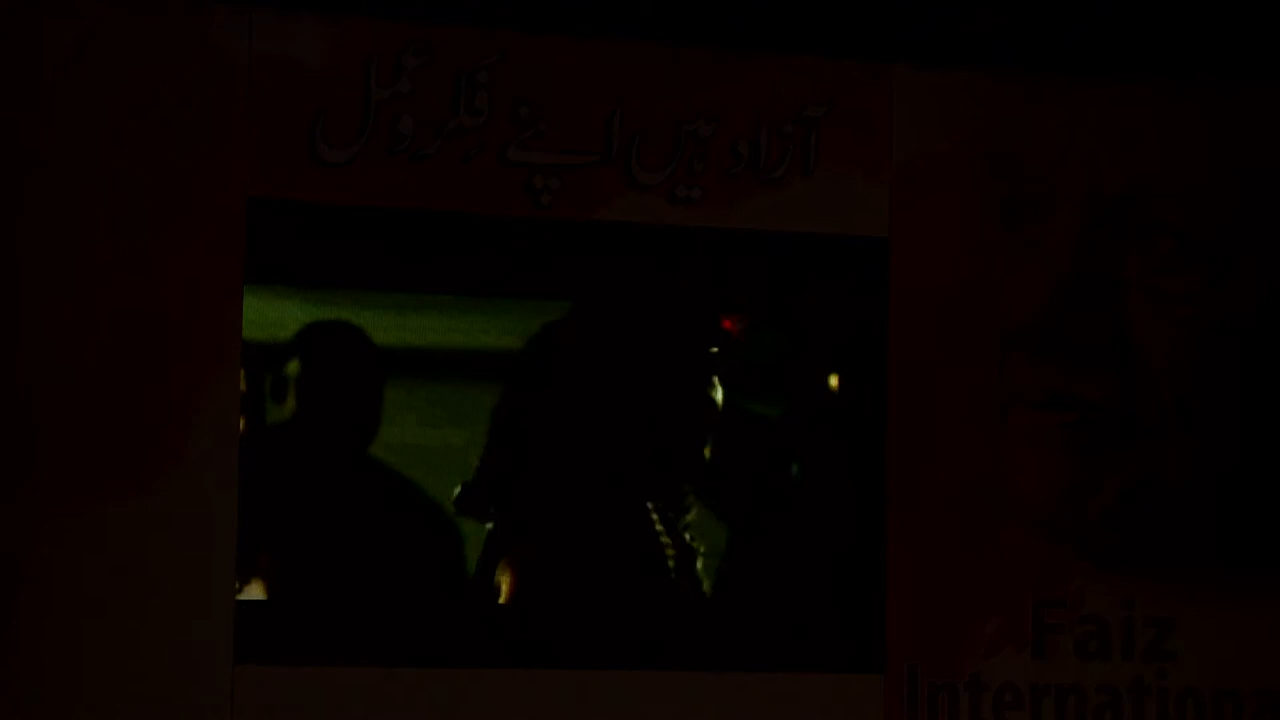 آزاد ہیں اپنے فکر و عمل
Faiz
International